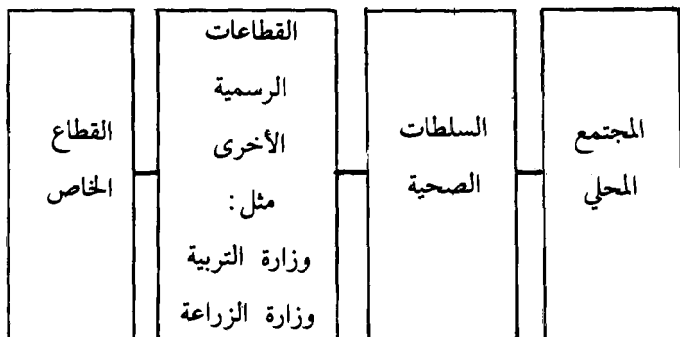 المجتمع
المحلي
السلطات
الصحية
القطاعات
الرسمية
الأخرى
مثل:
وزارة التربية
وزارة الزراعة
القطاع
الخاص